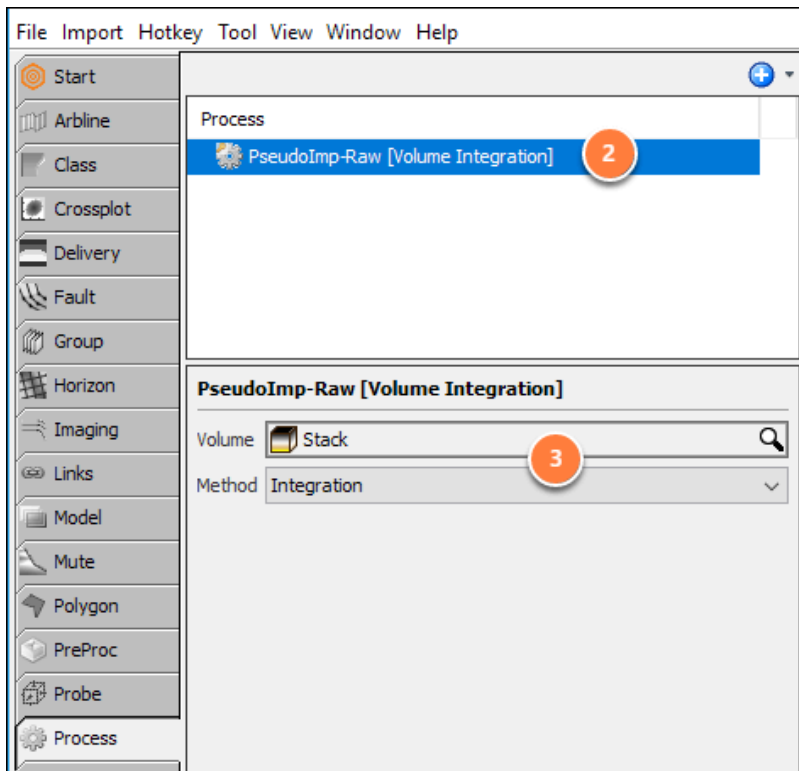 File Import Hotkey Tool View Window Help
Start
Arbline
Class
Crossplot
Delivery
Fault
Group
Horizon
Imaging
Links
Model
Mute
Polygon
PreProc
Probe
Process
Process
PseudoImp-Raw [Volume Integration]
2
PseudoImp-Raw [Volume Integration]
Volume Stack
3
Method Integration